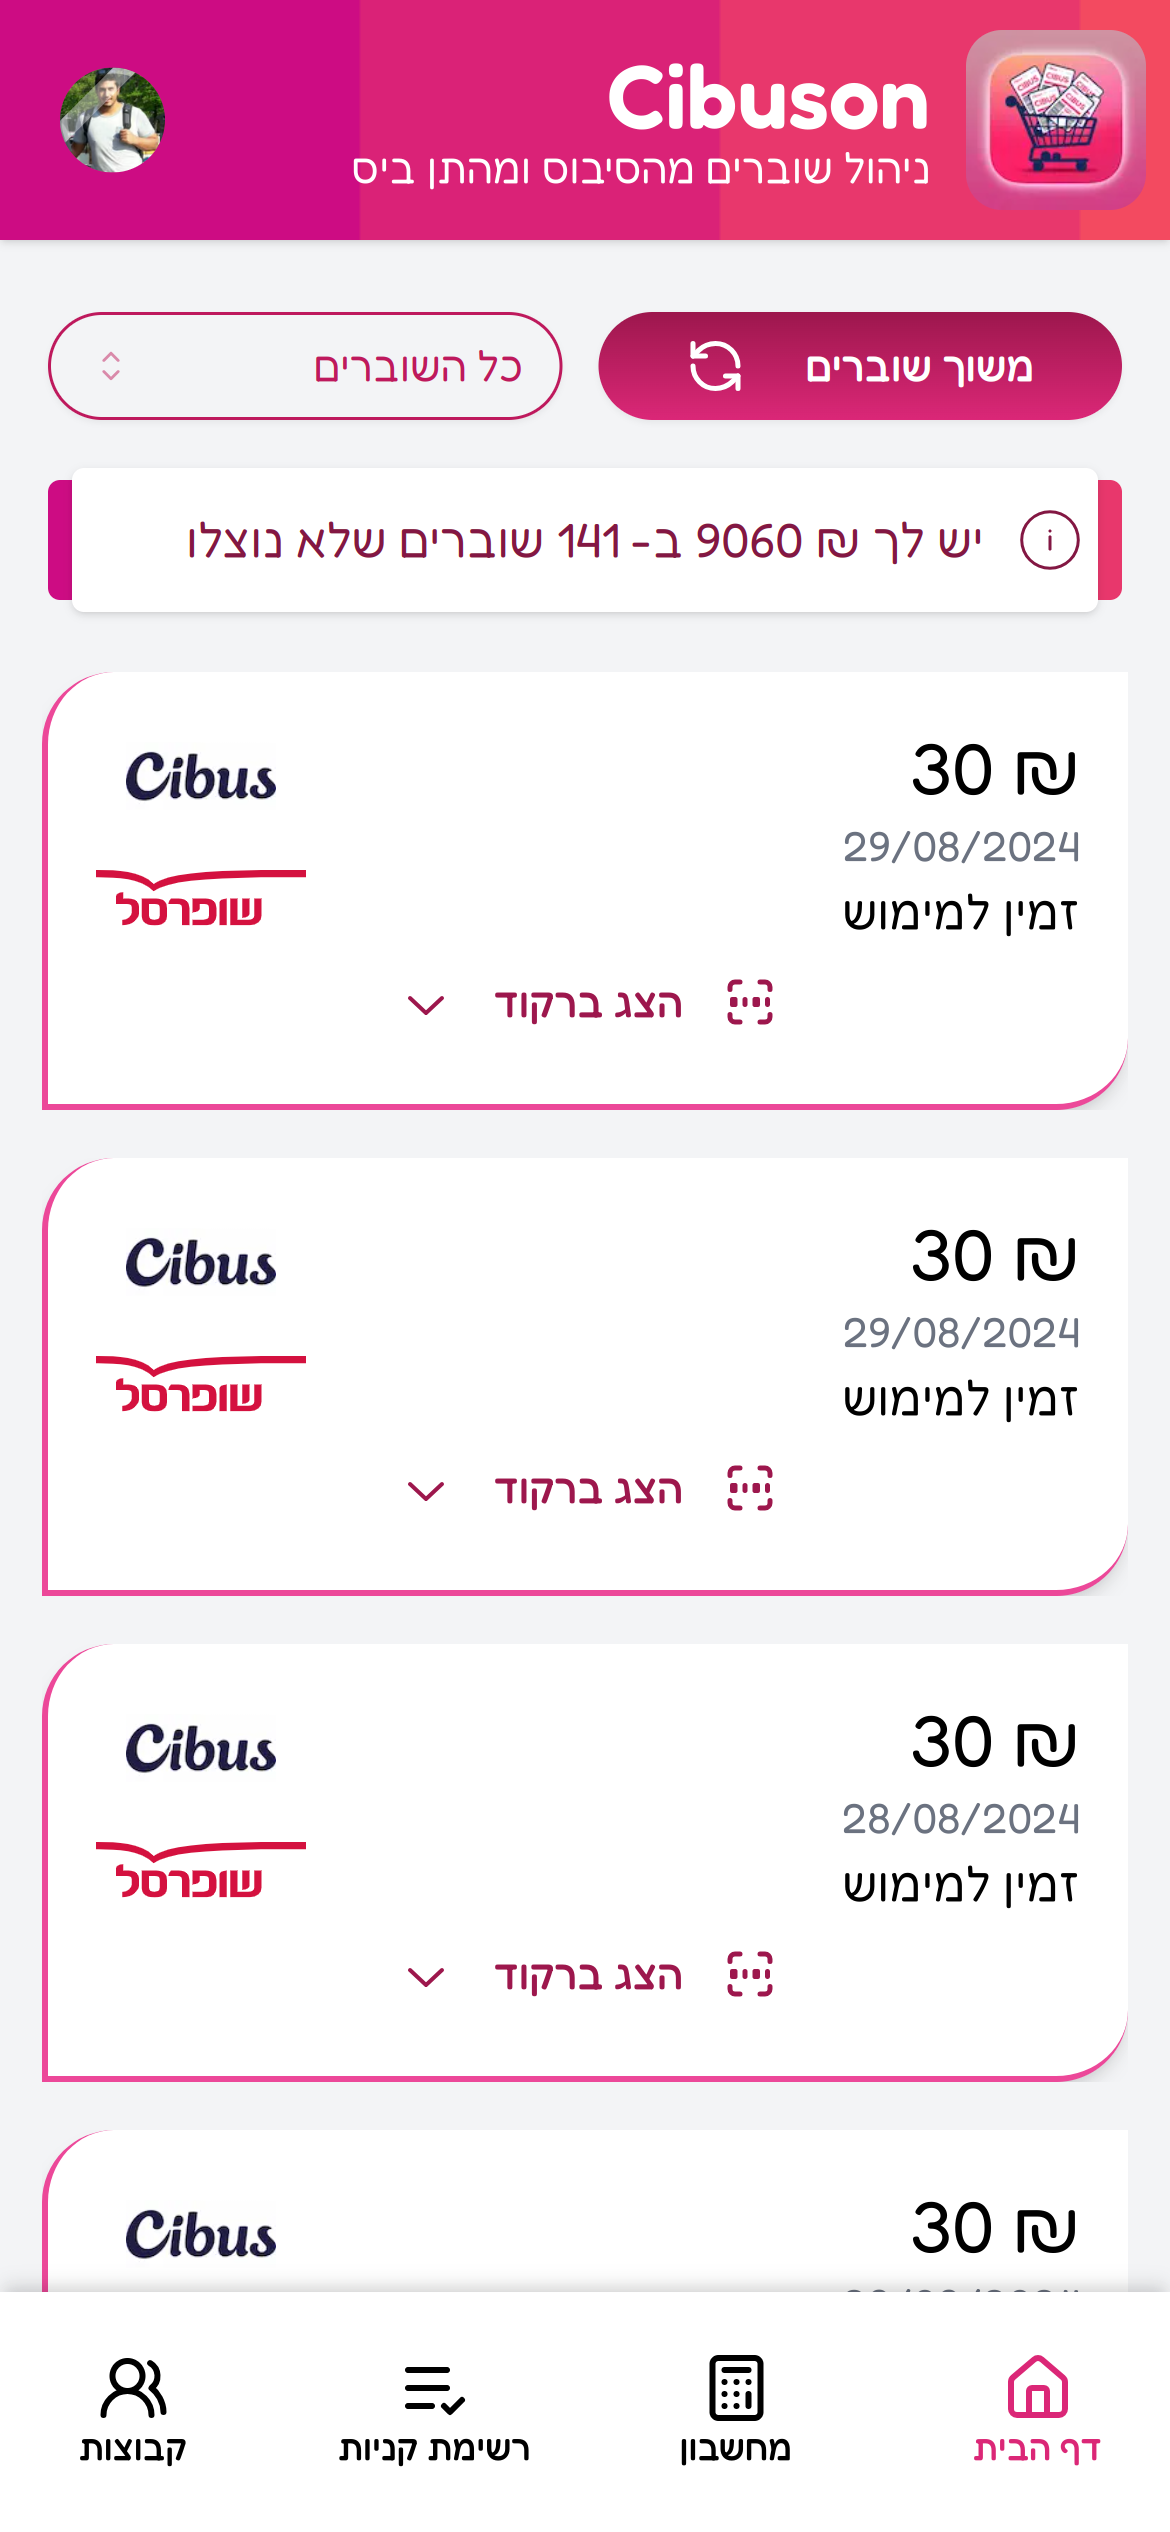 Cibuson
ניהול שוברים מהסיבוס ומהתן ביס
משוך שוברים
כל השוברים
יש לך ₪ 9060 ב- 141 שוברים שלא נוצלו
₪ 30
Cibus
29/08/2024
שופרסל
זמין למימוש
הצג ברקוד
₪ 30
Cibus
29/08/2024
שופרסל
זמין למימוש
הצג ברקוד
₪ 30
Cibus
28/08/2024
שופרסל
זמין למימוש
הצג ברקוד
₪ 30
Cibus
דף הבית
מחשבון
רשימת קניות
קבוצות